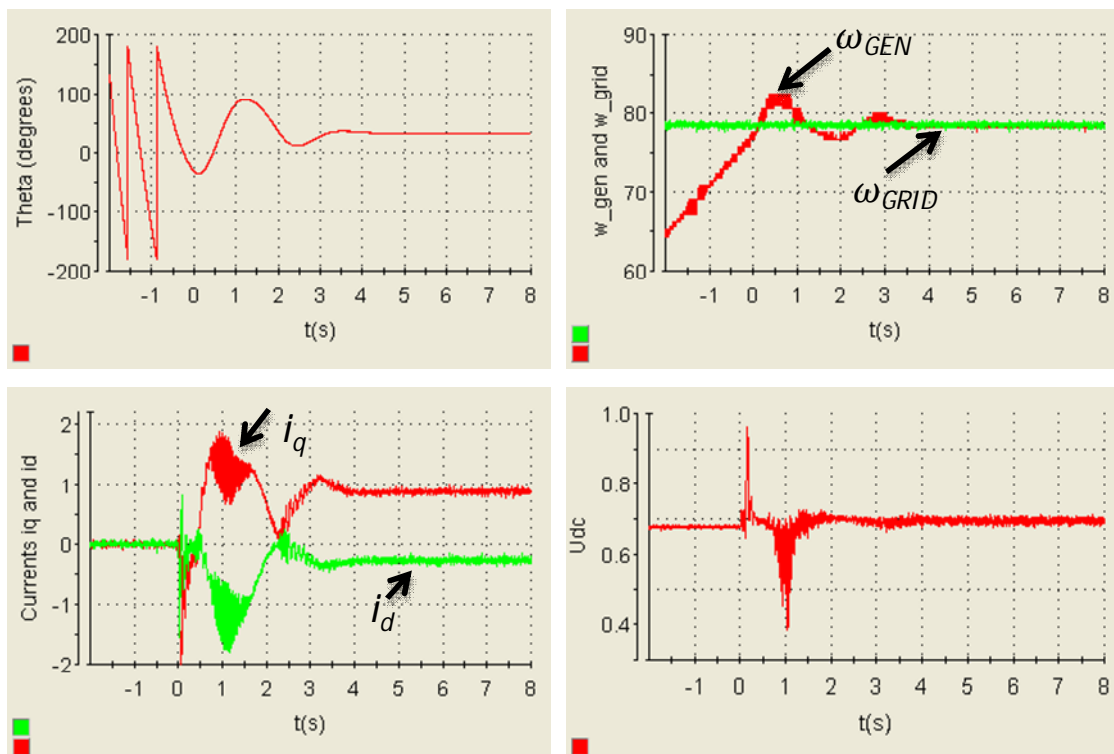 200
100
0
-100
-200
Theta (degrees)
-1 0 1 2 3 4 5 6 7 8
t(s)
90
80
70
60
w_gen and w_grid
ωGEN
ωGRID
-1 0 1 2 3 4 5 6 7 8
t(s)
2
1
0
-1
-2
Currents iq and id
iq
id
-1 0 1 2 3 4 5 6 7 8
t(s)
1.0
0.8
0.6
0.4
Udc
-1 0 1 2 3 4 5 6 7 8
t(s)